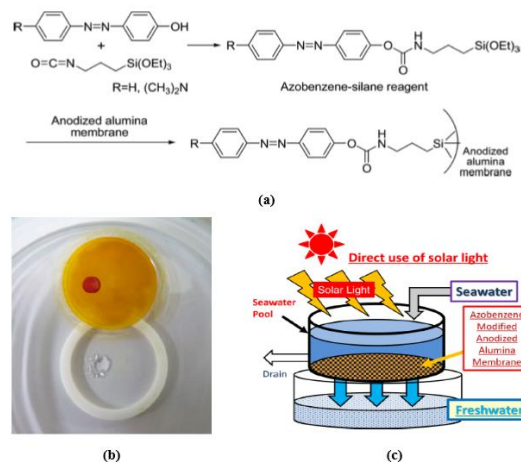 R
N=N
OH
+
O=C=N
Si(OEt)₃
R=H, (CH₃)₂N
R
N=N
O
H
N
Si(OEt)₃
O
Azobenzene-silane reagent
Anodized alumina
membrane
R
N=N
O
H
N
Si
O
Anodized
alumina
membrane
(a)
Direct use of solar light
Solar Light
Seawater
Seawater
Pool
Azobenzene
Modified
Anodized
Alumina
Membrane
Drain
Freshwater
(b)
(c)